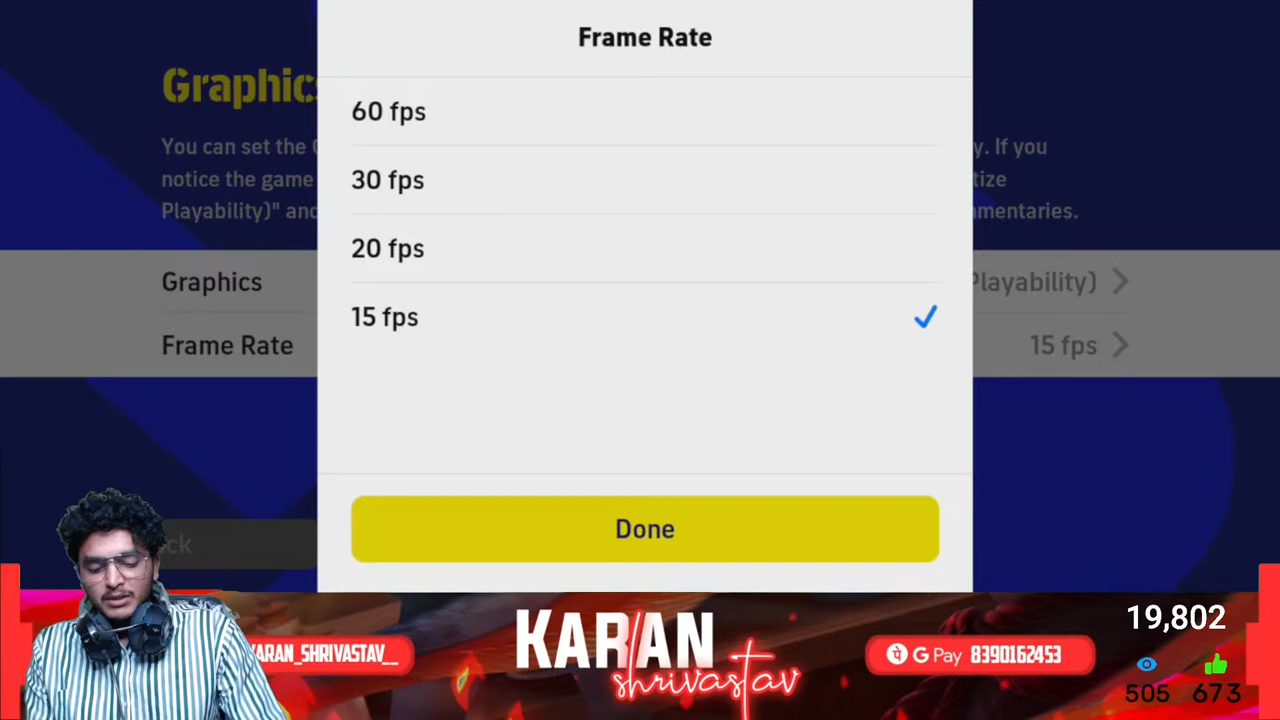 Frame Rate
60 fps
Graphics
30 fps
You can set the
y. If you
notice the game
tize
Playability)" and
mmentaries.
20 fps
Graphics
Playability)
15 fps
Frame Rate
15 fps
Done
ck
KARAN
shrivastav
KARAN_SHRIVASTAV__
G Pay 8390162453
19,802
505 673